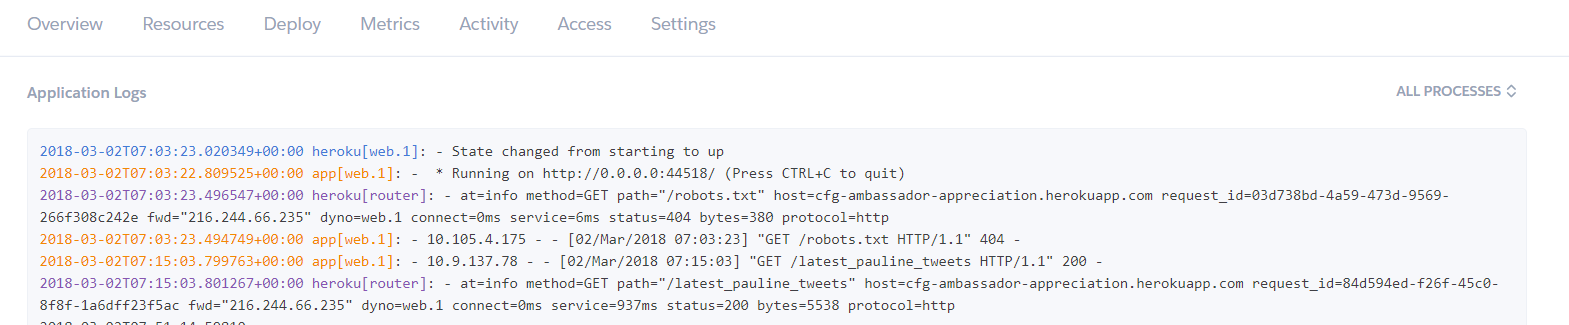 Overview Resources Deploy Metrics Activity Access Settings
Application Logs ALL PROCESSES
2018-03-02T07:03:23.020349+00:00 heroku[web.1]: - State changed from starting to up
2018-03-02T07:03:22.809525+00:00 app[web.1]: -  * Running on http://0.0.0.0:44518/ (Press CTRL+C to quit)
2018-03-02T07:03:23.496547+00:00 heroku[router]: - at=info method=GET path="/robots.txt" host=cfg-ambassador-appreciation.herokuapp.com request_id=03d738bd-4a59-473d-9569-
266f308c242e fwd="216.244.66.235" dyno=web.1 connect=0ms service=6ms status=404 bytes=380 protocol=http
2018-03-02T07:03:23.494749+00:00 app[web.1]: - 10.105.4.175 - - [02/Mar/2018 07:03:23] "GET /robots.txt HTTP/1.1" 404 -
2018-03-02T07:15:03.799763+00:00 app[web.1]: - 10.9.137.78 - - [02/Mar/2018 07:15:03] "GET /latest_pauline_tweets HTTP/1.1" 200 -
2018-03-02T07:15:03.801267+00:00 heroku[router]: - at=info method=GET path="/latest_pauline_tweets" host=cfg-ambassador-appreciation.herokuapp.com request_id=84d594ed-f26f-45c0-
8f8f-1a6dff23f5ac fwd="216.244.66.235" dyno=web.1 connect=0ms service=937ms status=200 bytes=5538 protocol=http